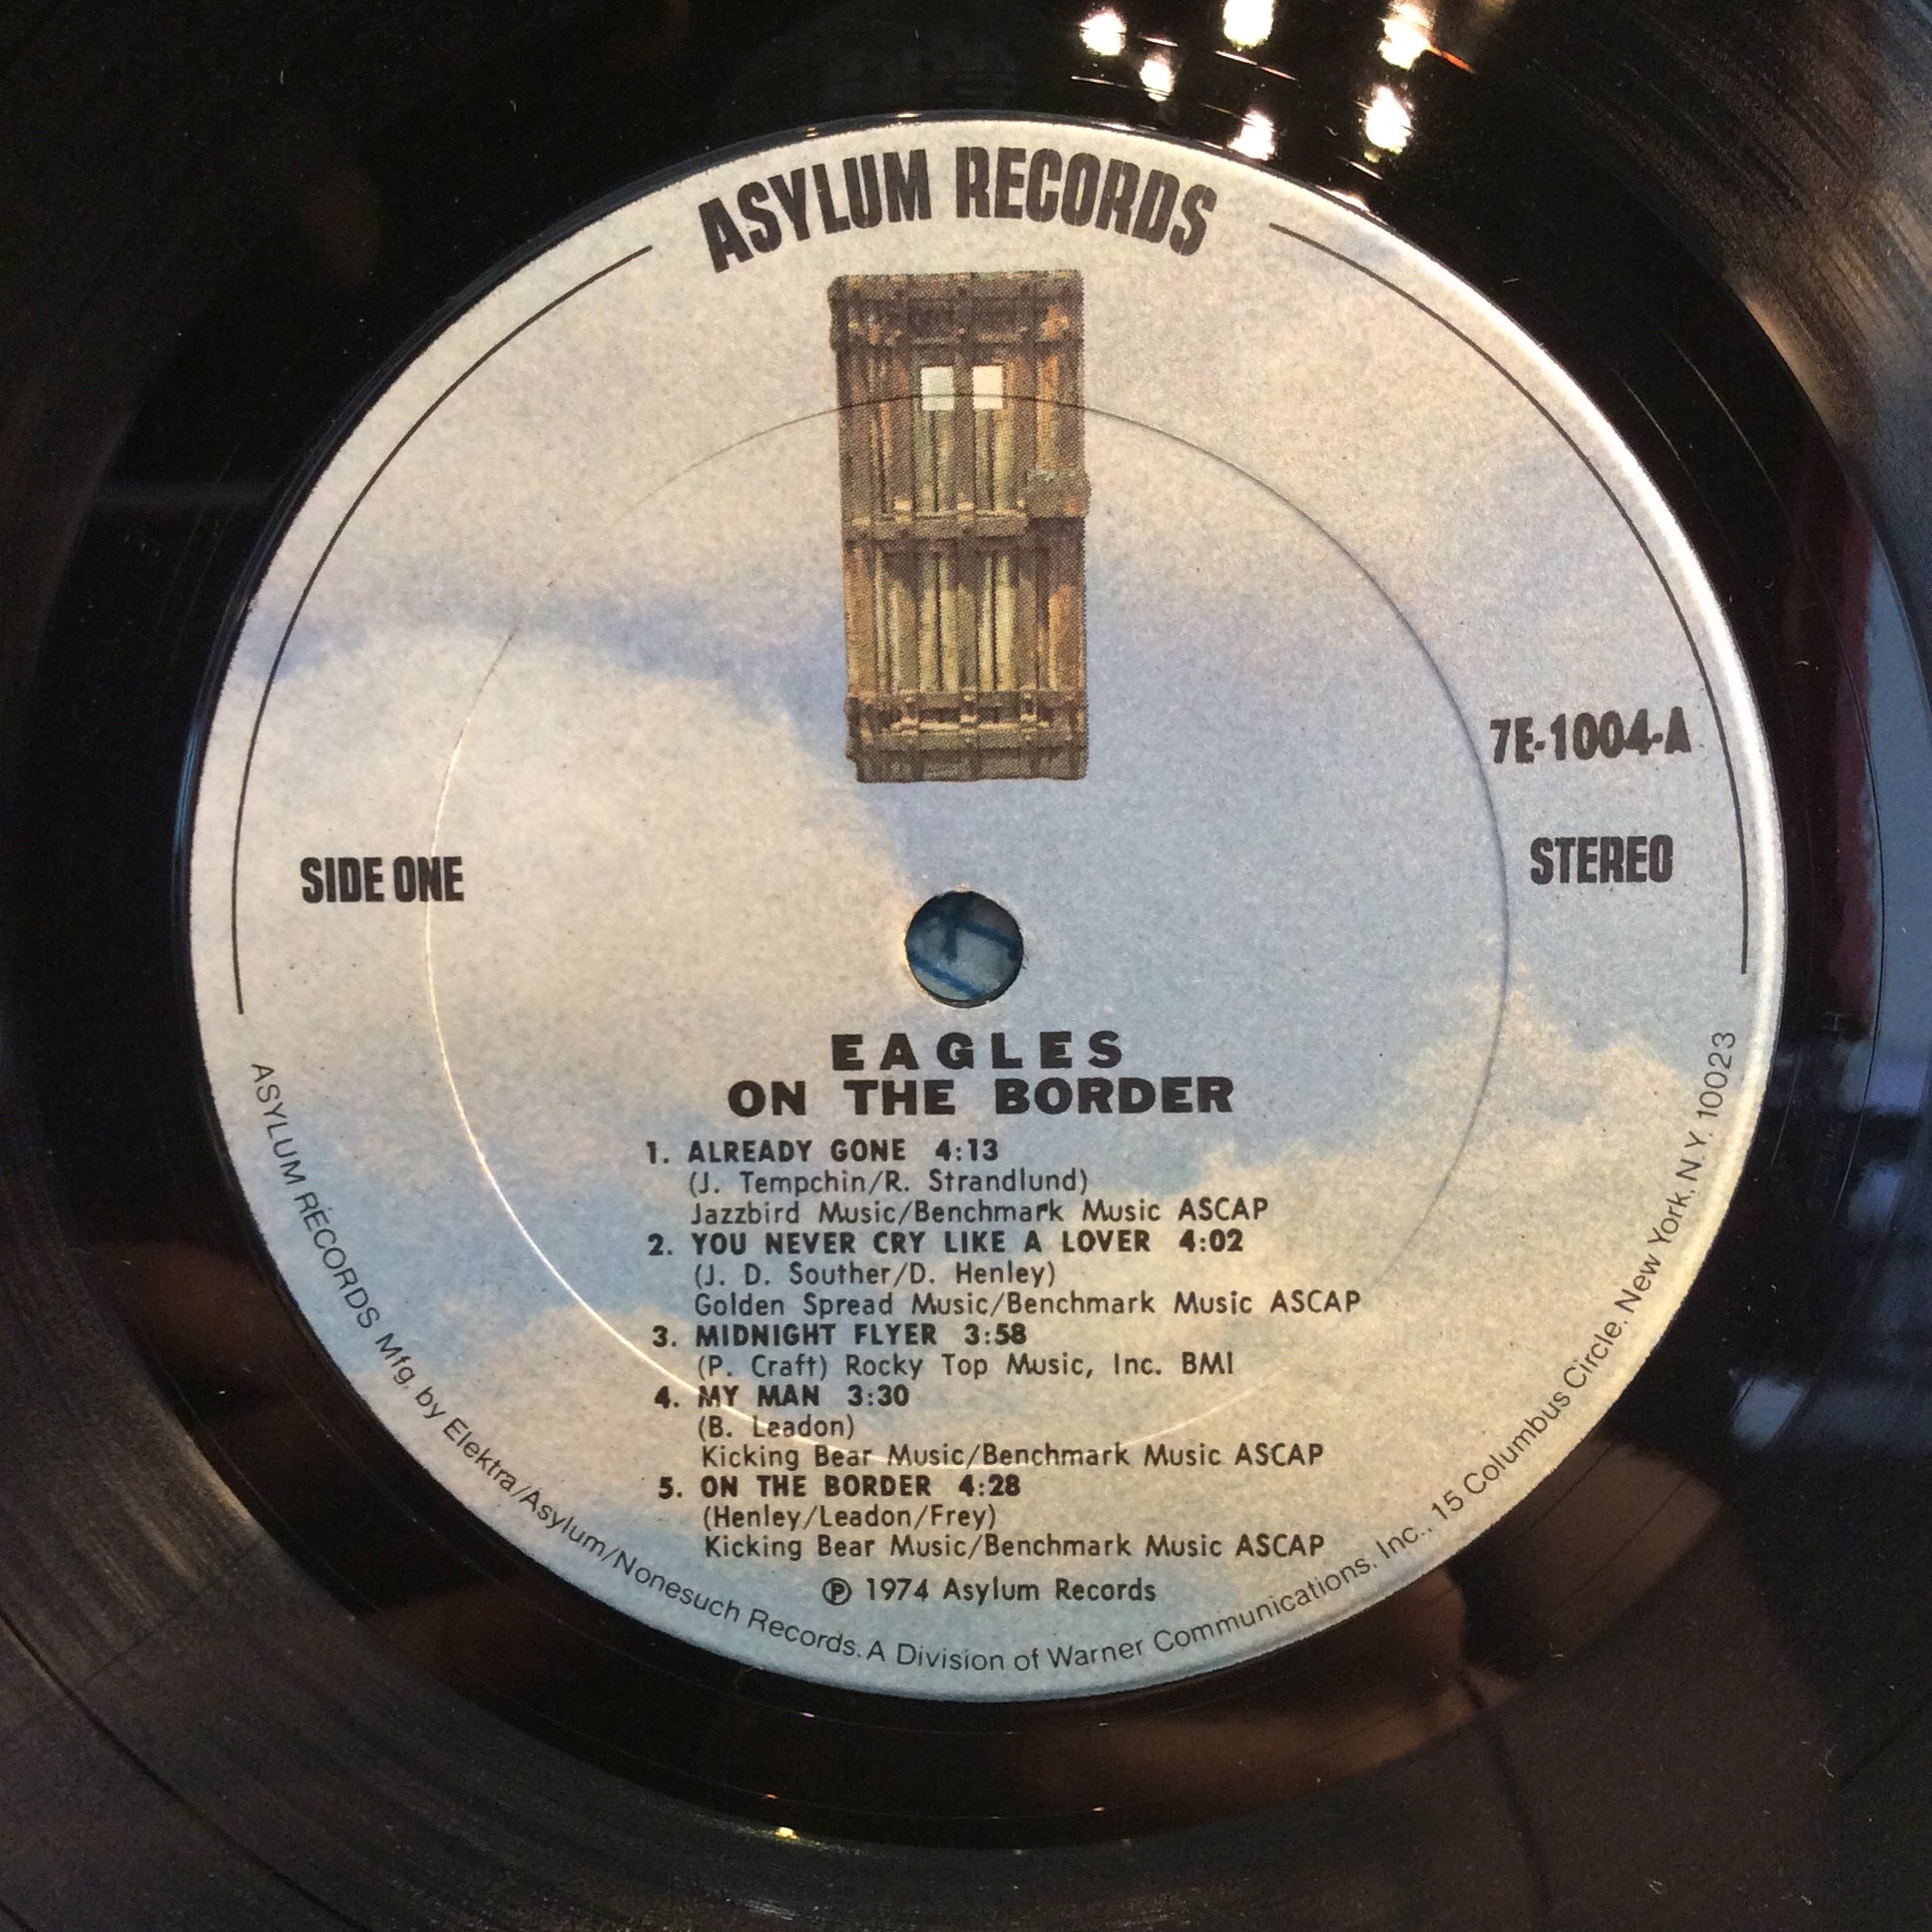 ASYLUM RECORDS
7E-1004-A
SIDE ONE
STEREO
EAGLES
ON THE BORDER
1. ALREADY GONE 4:13
(J. Tempchin/R. Strandlund)
Jazzbird Music/Benchmark Music ASCAP
2. YOU NEVER CRY LIKE A LOVER 4:02
(J. D. Souther/D. Henley)
Golden Spread Music/Benchmark Music ASCAP
3. MIDNIGHT FLYER 3:58
(P. Craft) Rocky Top Music, Inc. BMI
4. MY MAN 3:30
(B. Leadon)
Kicking Bear Music/Benchmark Music ASCAP
5. ON THE BORDER 4:28
(Henley/Leadon/Frey)
Kicking Bear Music/Benchmark Music ASCAP
℗ 1974 Asylum Records
ASYLUM RECORDS Mfg. by Elektra/Asylum/Nonesuch Records. A Division of Warner Communications. Inc., 15 Columbus Circle. New York. N.Y. 10023